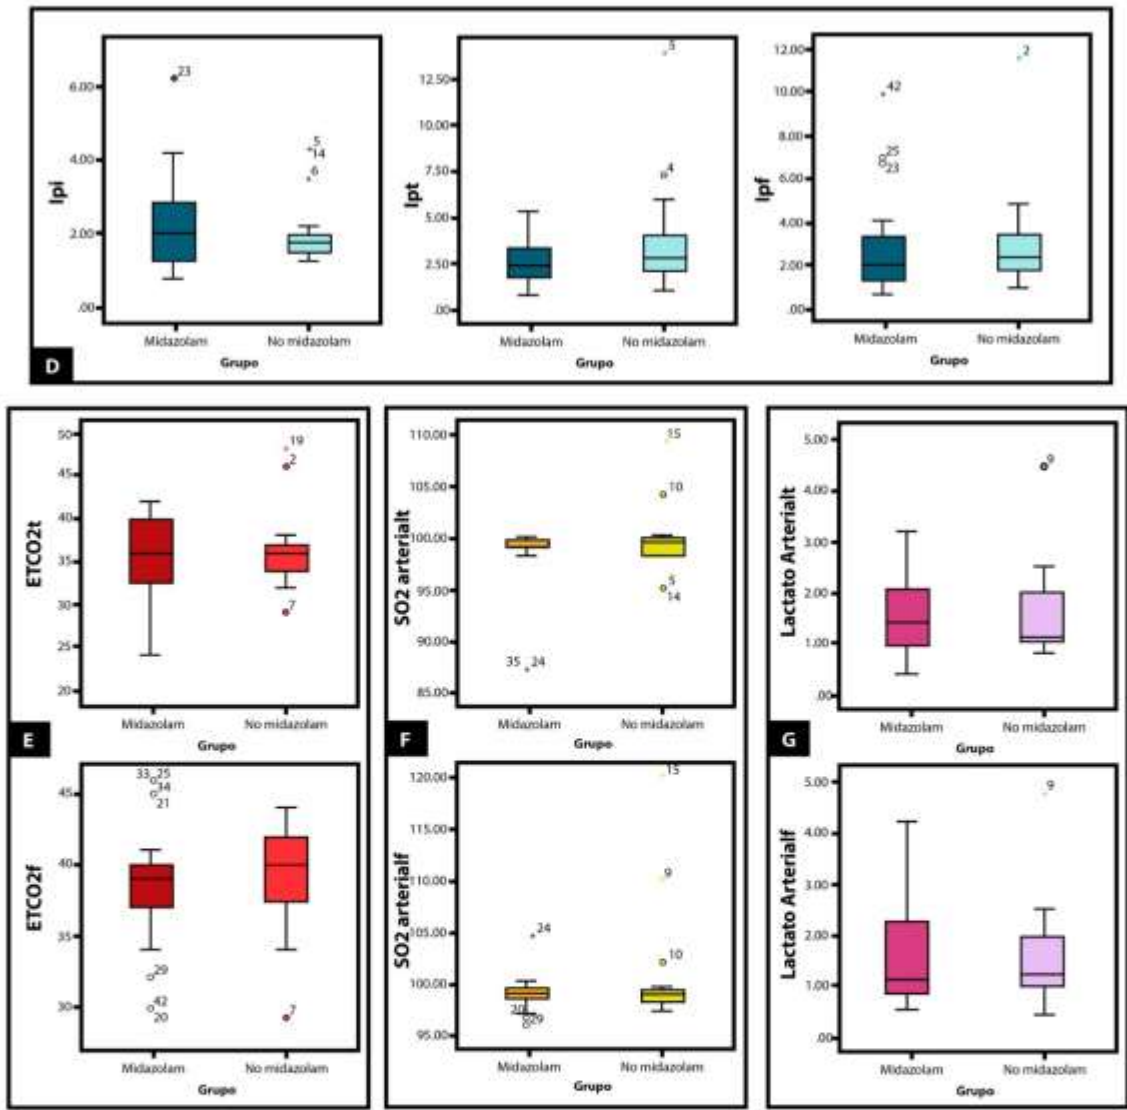 Ipi
6.00
4.00
2.00
.00
23
5
14
6
Midazolam
No midazolam
Grupo
Ipt
12.50
10.00
7.50
5.00
2.50
.00
5
4
Midazolam
No midazolam
Grupo
Ipf
12.00
10.00
8.00
6.00
4.00
2.00
.00
42
25
23
2
Midazolam
No midazolam
Grupo
D
ETCO2t
50
45
40
35
30
25
20
19
2
7
Midazolam
No midazolam
Grupo
E
ETCO2f
45
40
35
30
33
25
34
21
29
42
20
7
Midazolam
No midazolam
Grupo
SO2 arterialt
110.00
105.00
100.00
95.00
90.00
85.00
15
10
5
14
35
24
Midazolam
No midazolam
Grupo
F
SO2 arterialf
120.00
115.00
110.00
105.00
100.00
95.00
15
9
24
10
29
Midazolam
No midazolam
Grupo
Lactato Arterialt
5.00
4.00
3.00
2.00
1.00
.00
9
Midazolam
No midazolam
Grupo
G
Lactato Arterialf
5.00
4.00
3.00
2.00
1.00
.00
9
Midazolam
No midazolam
Grupo